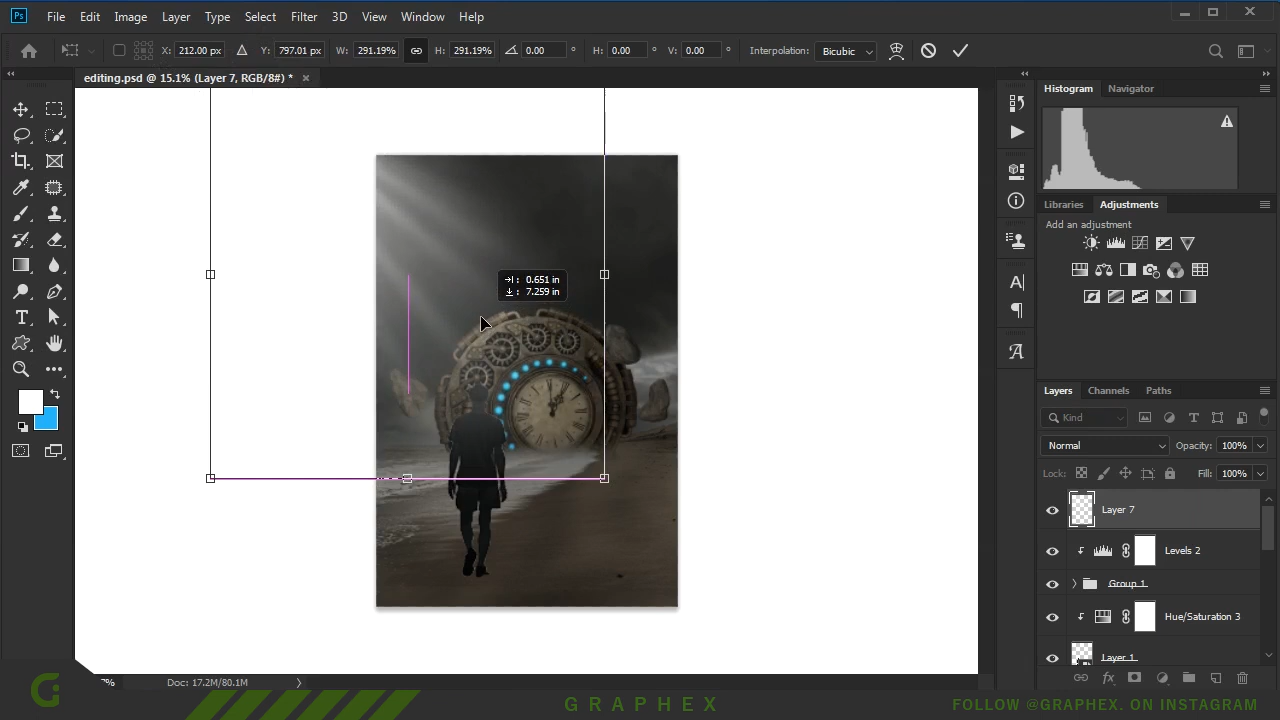 Ps File Edit Image Layer Type Select Filter 3D View Window Help
X: 212.00 px Y: 797.01 px W: 291.19% H: 291.19% 0.00 ° H: 0.00 ° V: 0.00 ° Interpolation: Bicubic
editing.psd @ 15.1% (Layer 7, RGB/8#) * ×
Histogram Navigator
Libraries Adjustments
Add an adjustment
: 0.651 in
: 7.259 in
Layers Channels Paths
Kind
Normal Opacity: 100%
Lock: Fill: 100%
Layer 7
Levels 2
Group 1
Hue/Saturation 3
Layer 1
Doc: 17.2M/80.1M
GRAPHEX
FOLLOW @GRAPHEX. ON INSTAGRAM